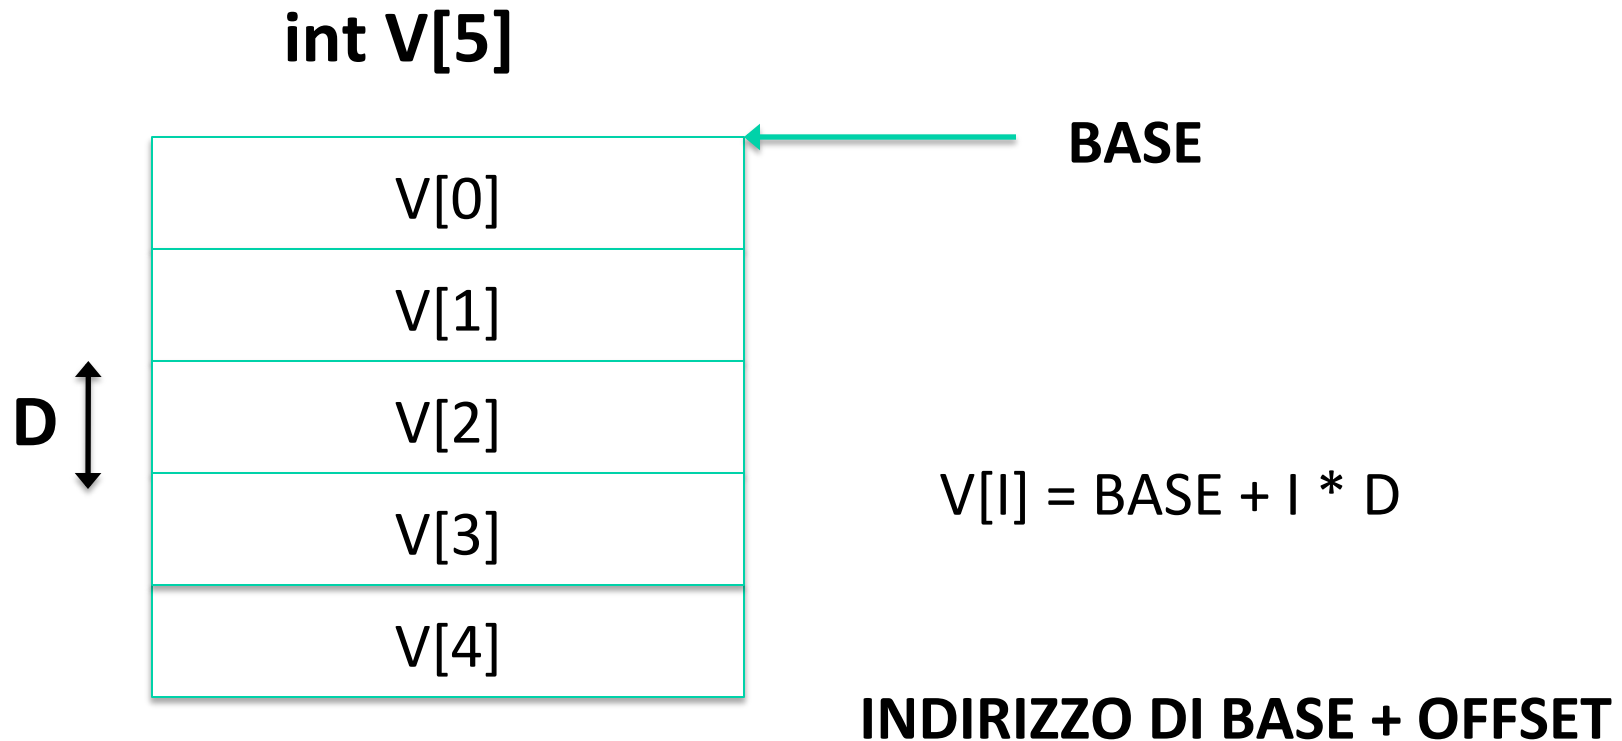 int V[5]
BASE
V[0]
V[1]
V[2]
D
V[3]
V[I] = BASE + I * D
V[4]
INDIRIZZO DI BASE + OFFSET